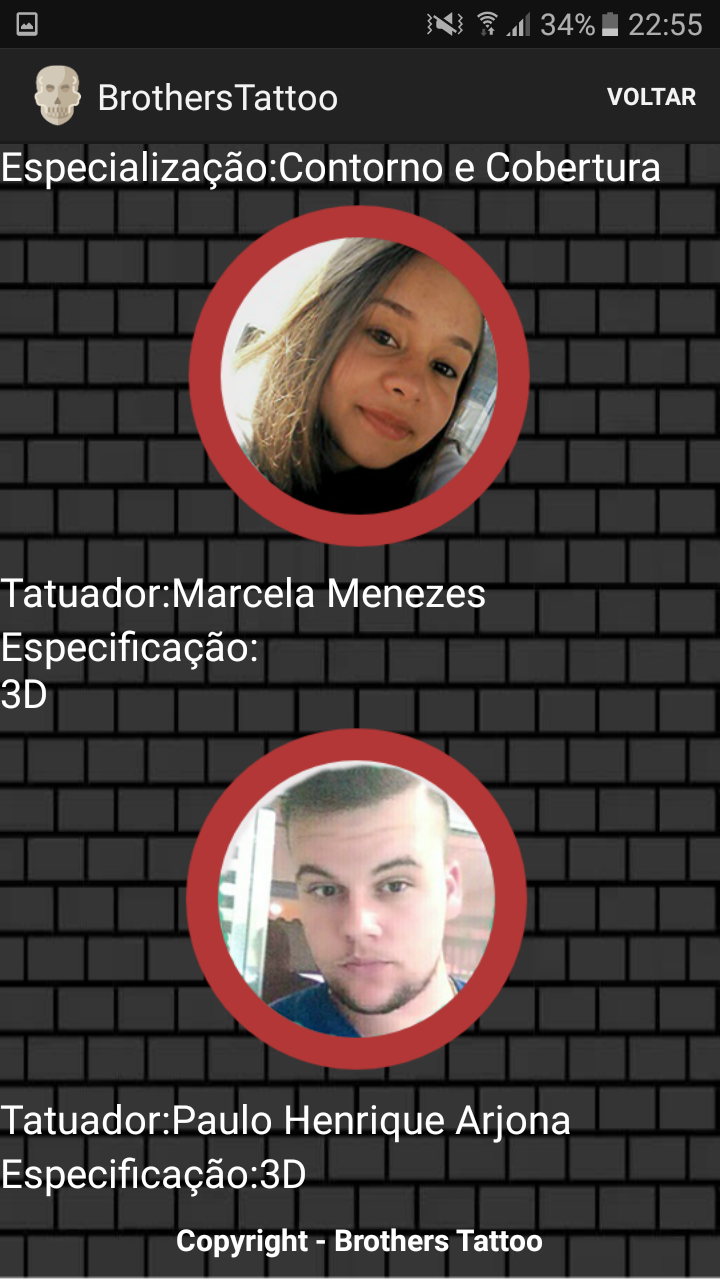 34% 22:55
BrothersTattoo VOLTAR
Especialização:Contorno e Cobertura
Tatuador:Marcela Menezes
Especificação:
3D
Tatuador:Paulo Henrique Arjona
Especificação:3D
Copyright - Brothers Tattoo